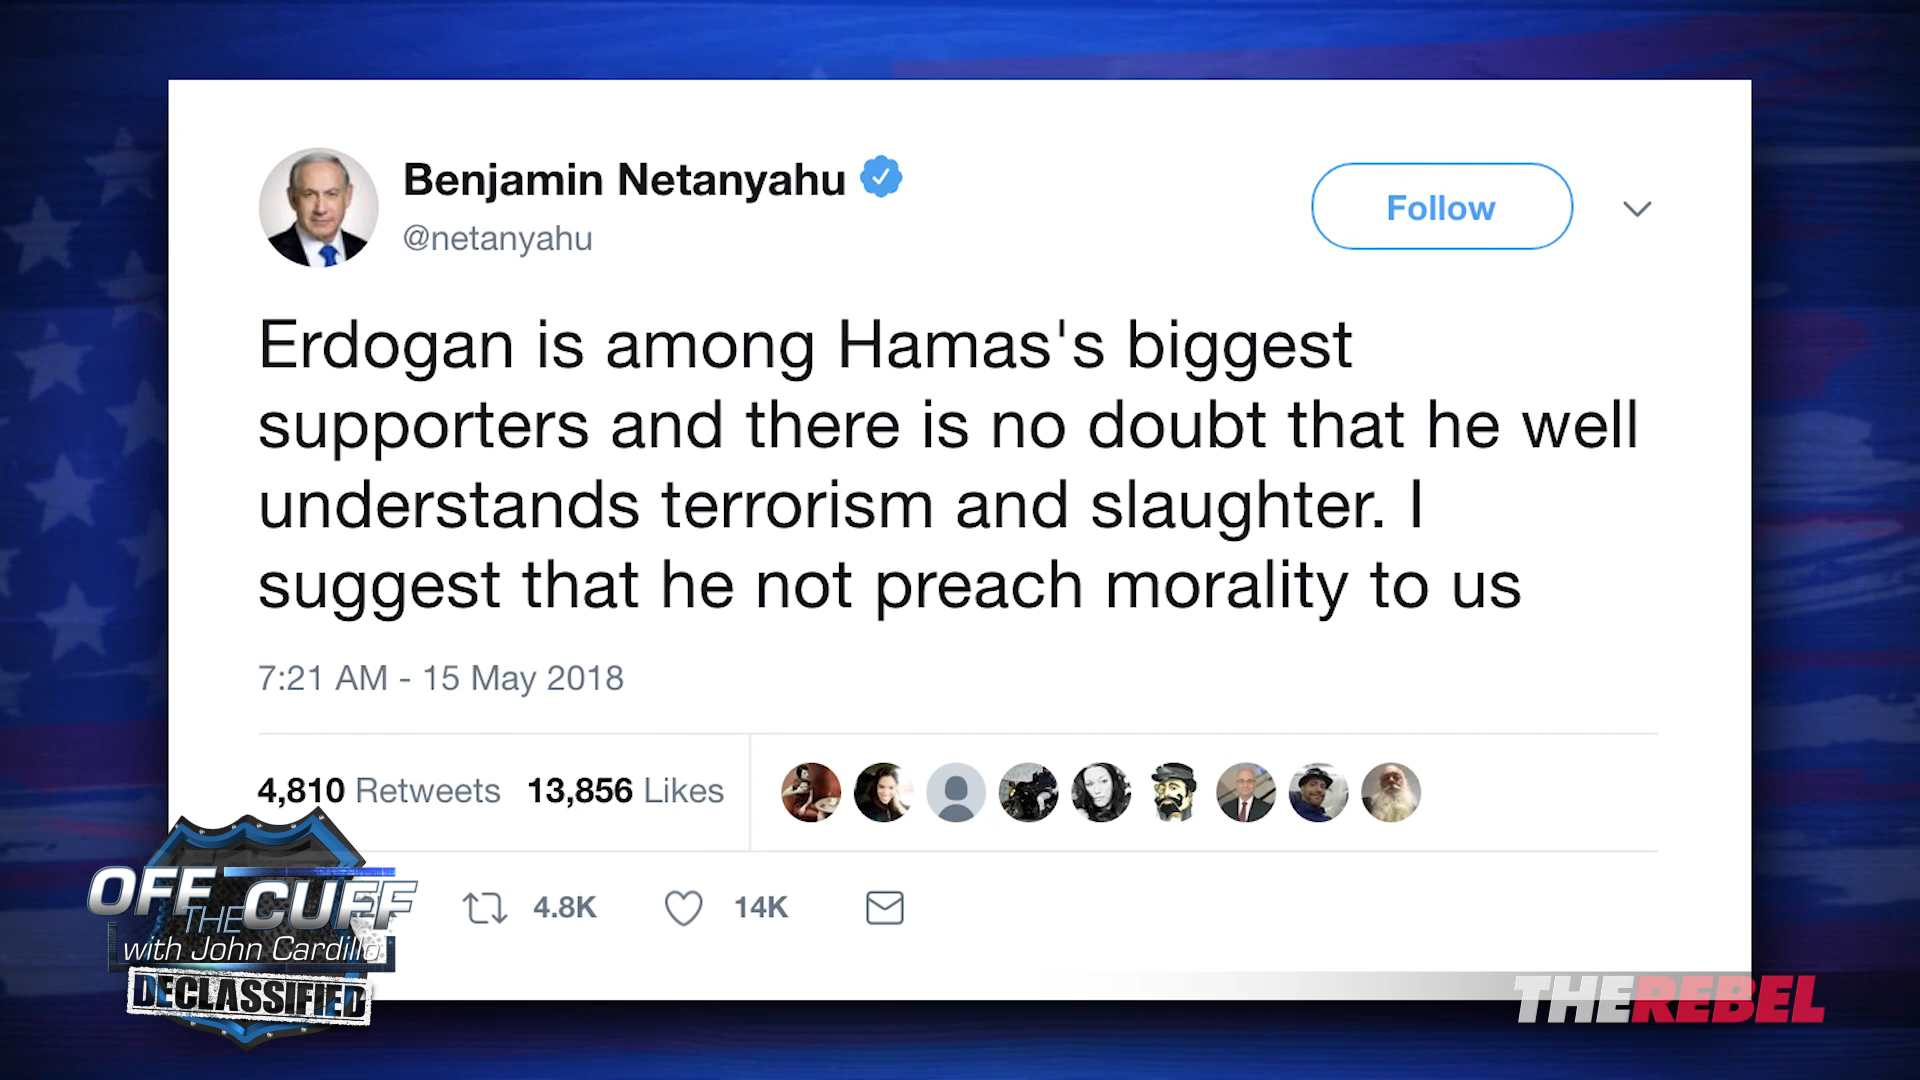 Benjamin Netanyahu
@netanyahu
Follow
Erdogan is among Hamas's biggest
supporters and there is no doubt that he well
understands terrorism and slaughter. I
suggest that he not preach morality to us
7:21 AM - 15 May 2018
4,810 Retweets 13,856 Likes
4.8K 14K
OFF THE CUFF
with John Cardillo
DECLASSIFIED
THEREBEL